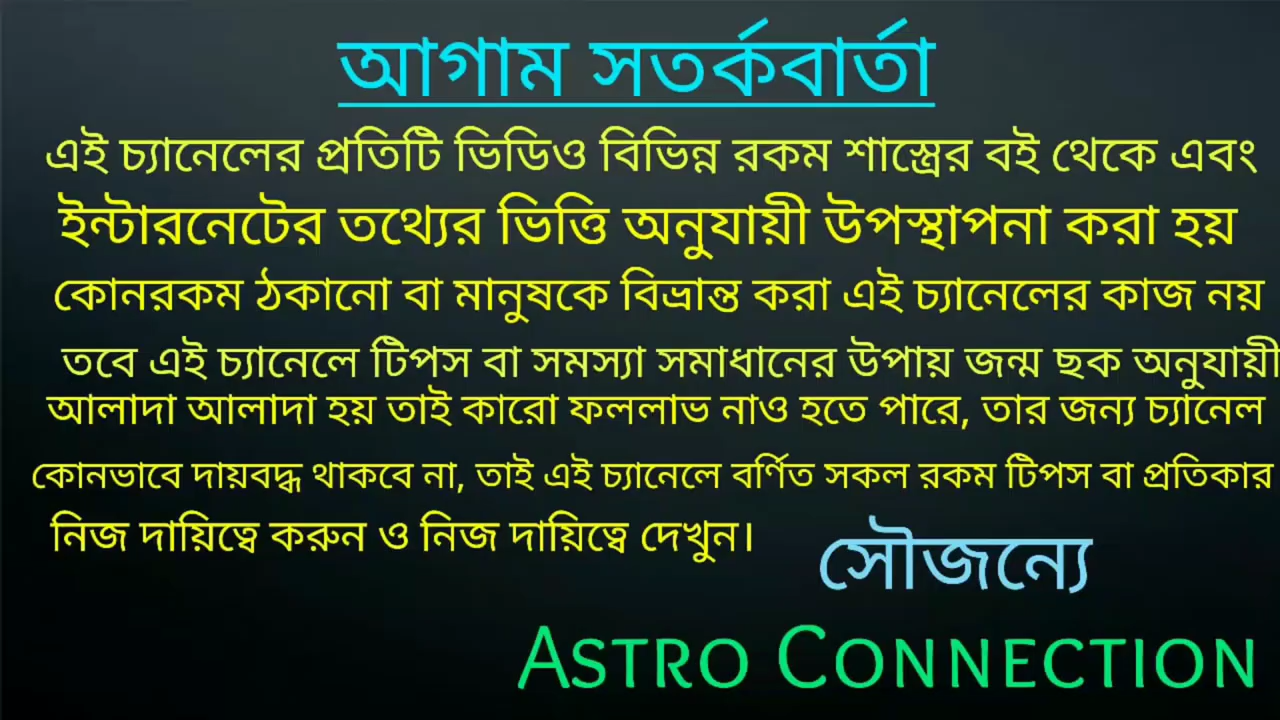 আগাম সতর্কবার্তা
এই চ্যানেলের প্রতিটি ভিডিও বিভিন্ন রকম শাস্ত্রের বই থেকে এবং
ইন্টারনেটের তথ্যের ভিত্তি অনুযায়ী উপস্থাপনা করা হয়
কোনরকম ঠকানো বা মানুষকে বিভ্রান্ত করা এই চ্যানেলের কাজ নয়
তবে এই চ্যানেলে টিপস বা সমস্যা সমাধানের উপায় জন্ম ছক অনুযায়ী
আলাদা আলাদা হয় তাই কারো ফললাভ নাও হতে পারে, তার জন্য চ্যানেল
কোনভাবে দায়বদ্ধ থাকবে না, তাই এই চ্যানেলে বর্ণিত সকল রকম টিপস বা প্রতিকার
নিজ দায়িত্বে করুন ও নিজ দায়িত্বে দেখুন।
সৌজন্যে
ASTRO CONNECTION